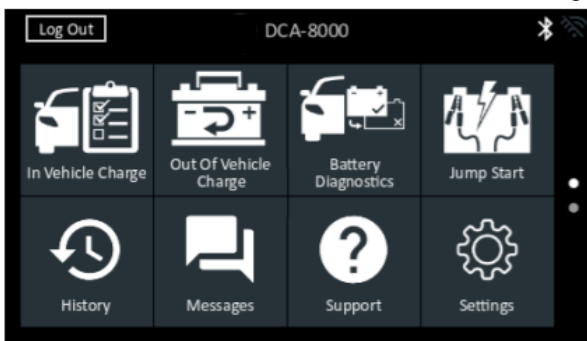 Log Out
DCA-8000
In Vehicle Charge
Out Of Vehicle
Charge
Battery
Diagnostics
Jump Start
History
Messages
Support
Settings